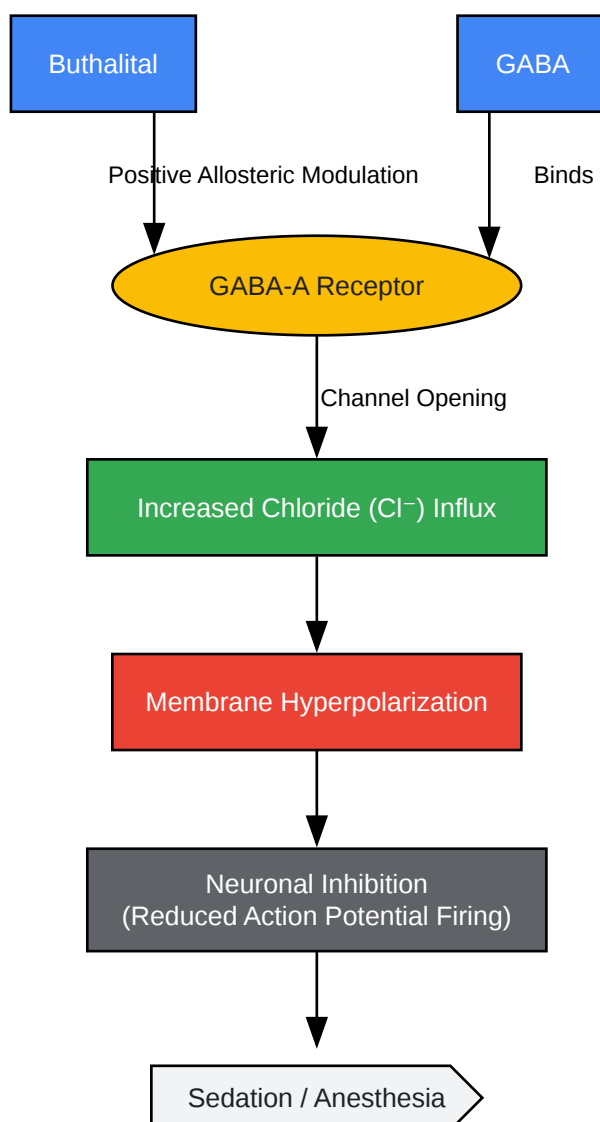 Buthalital
GABA
Positive Allosteric Modulation
Binds
GABA-A Receptor
Channel Opening
Increased Chloride (Cl⁻) Influx
Membrane Hyperpolarization
Neuronal Inhibition
(Reduced Action Potential Firing)
Sedation / Anesthesia